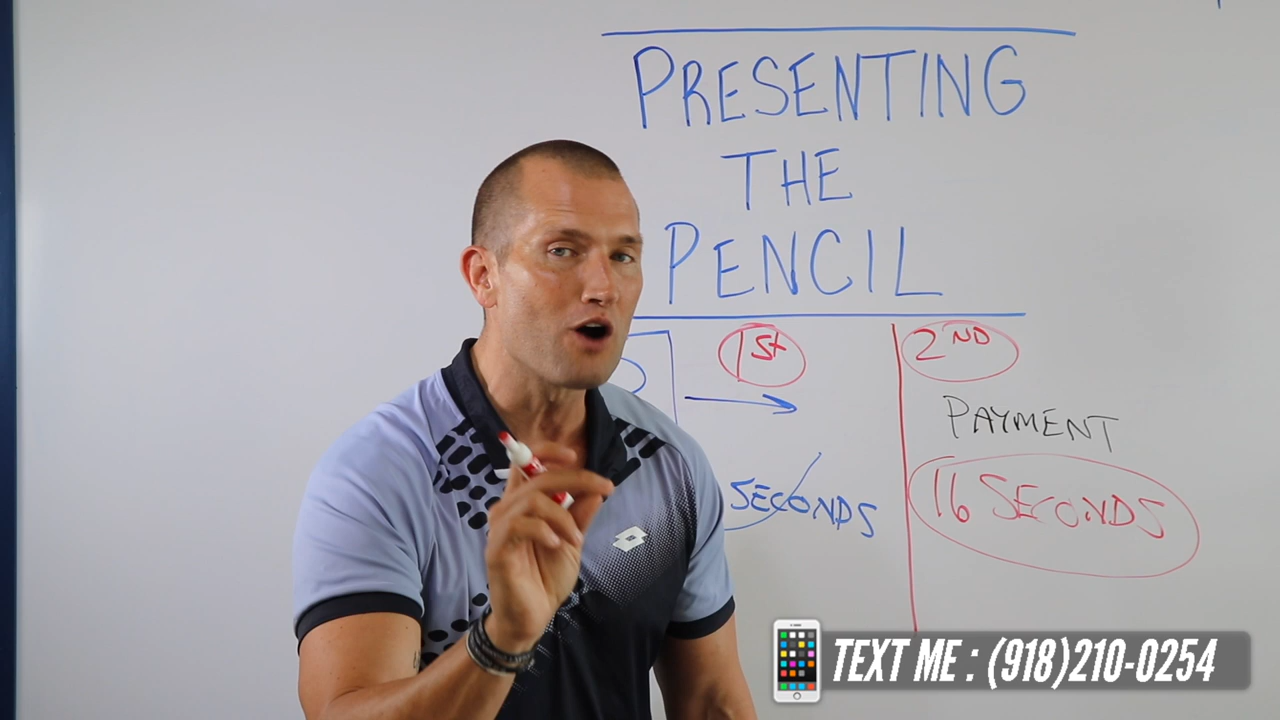 PRESENTING
THE
PENCIL
1ST
2ND
PAYMENT
SECONDS
16 SECONDS
TEXT ME : (918)210-0254